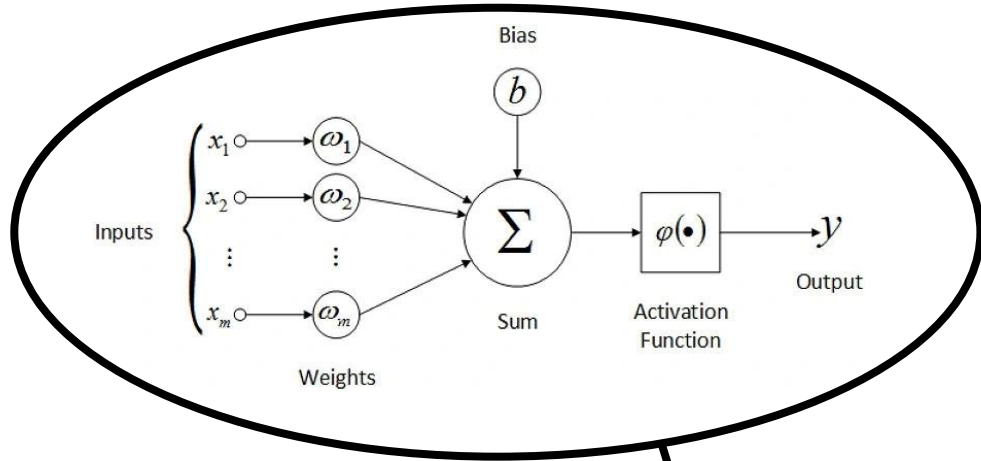 Bias
b
x₁ ω₁
x₂ ω₂
Inputs
⋮ ⋮
Σ
φ(•)
y
Output
xₘ ωₘ
Sum
Activation
Function
Weights